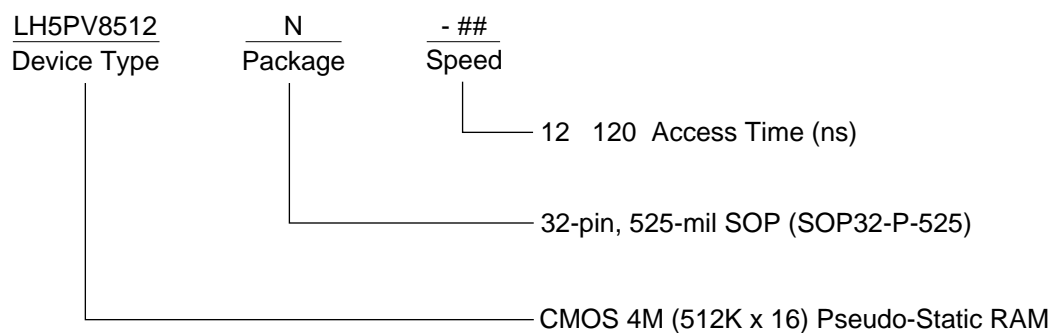 LH5PV8512 N - ##
Device Type Package Speed
12 120 Access Time (ns)
32-pin, 525-mil SOP (SOP32-P-525)
CMOS 4M (512K x 16) Pseudo-Static RAM